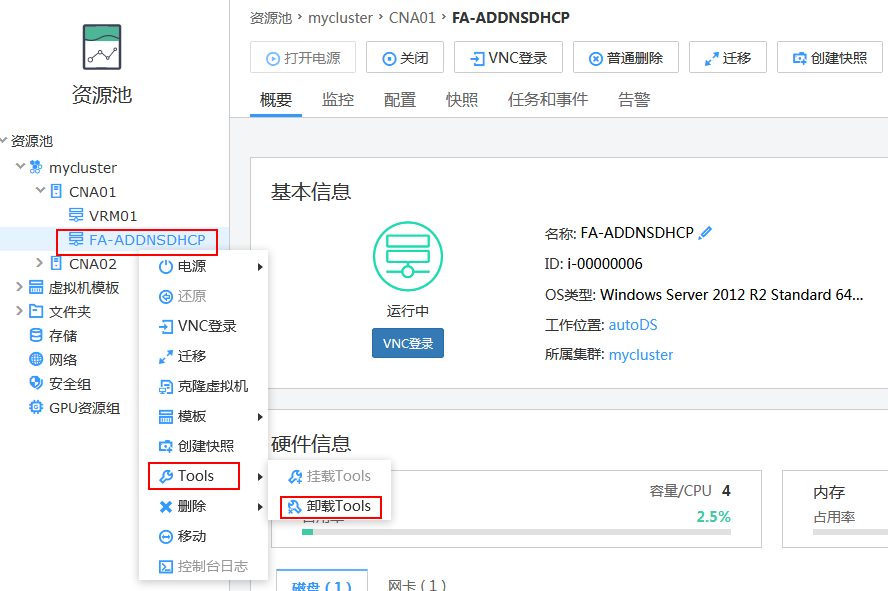 资源池 › mycluster › CNA01 › FA-ADDNSDHCP
打开电源 关闭 VNC登录 普通删除 迁移 创建快照
概要 监控 配置 快照 任务和事件 告警
资源池
资源池
mycluster
CNA01
VRM01
FA-ADDNSDHCP
CNA02
虚拟机模板
文件夹
存储
网络
安全组
GPU资源组
电源
还原
VNC登录
迁移
克隆虚拟机
模板
创建快照
Tools
删除
移动
控制台日志
挂载Tools
卸载Tools
基本信息
运行中
VNC登录
名称: FA-ADDNSDHCP
ID: i-00000006
OS类型: Windows Server 2012 R2 Standard 64...
工作位置: autoDS
所属集群: mycluster
硬件信息
容量/CPU 4
占用率 2.5%
内存
占用率
磁盘 ( 1 ) 网卡 ( 1 )